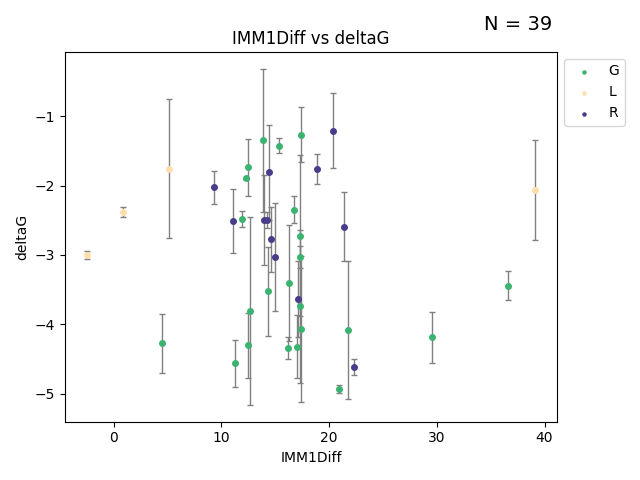 N = 39
IMM1Diff vs deltaG
G
L
R
deltaG
−1
−2
−3
−4
−5
0 10 20 30 40
IMM1Diff